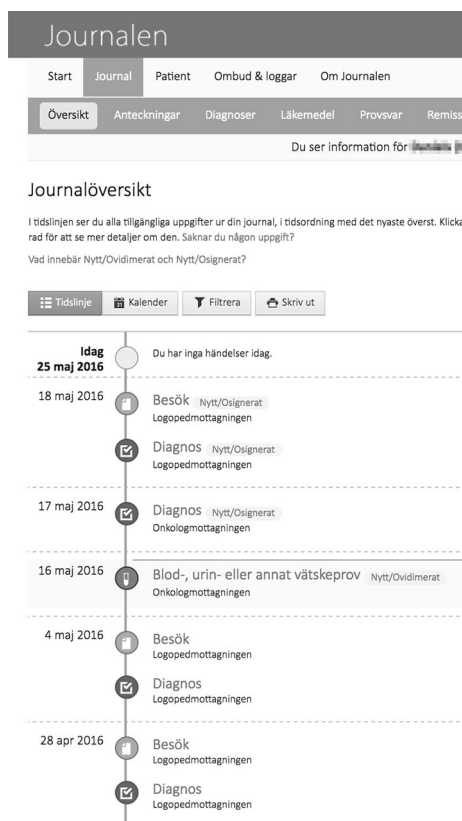 Journalen
Start Journal Patient Ombud & loggar Om Journalen
Översikt Anteckningar Diagnoser Läkemedel Provsvar Remiss
Du ser information för
Journalöversikt
I tidslinjen ser du alla tillgängliga uppgifter ur din journal, i tidsordning med det nyaste överst. Klicka
rad för att se mer detaljer om den. Saknar du någon uppgift?
Vad innebär Nytt/Ovidimerat och Nytt/Osignerat?
Tidslinje 31 Kalender Filtrera Skriv ut
Idag
25 maj 2016
Du har inga händelser idag.
18 maj 2016
Besök Nytt/Osignerat
Logopedmottagningen
Diagnos Nytt/Osignerat
Logopedmottagningen
17 maj 2016
Diagnos Nytt/Osignerat
Onkologmottagningen
16 maj 2016
Blod-, urin- eller annat vätskeprov Nytt/Ovidimerat
Onkologmottagningen
4 maj 2016
Besök
Logopedmottagningen
Diagnos
Logopedmottagningen
28 apr 2016
Besök
Logopedmottagningen
Diagnos
Logopedmottagningen